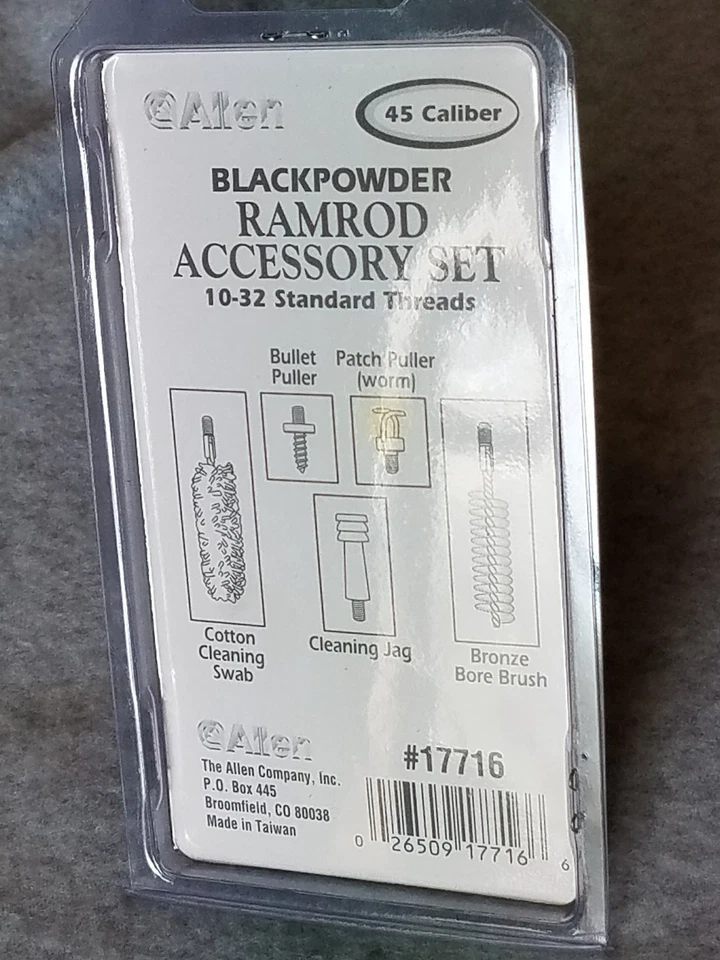 Allen
45 Caliber
BLACKPOWDER
RAMROD
ACCESSORY SET
10-32 Standard Threads
Bullet
Puller
Patch Puller
(worm)
Cotton
Cleaning
Swab
Cleaning Jag
Bronze
Bore Brush
Allen
The Allen Company, Inc.
P.O. Box 445
Broomfield, CO 80038
Made in Taiwan
#17716
0 26509 17716 6